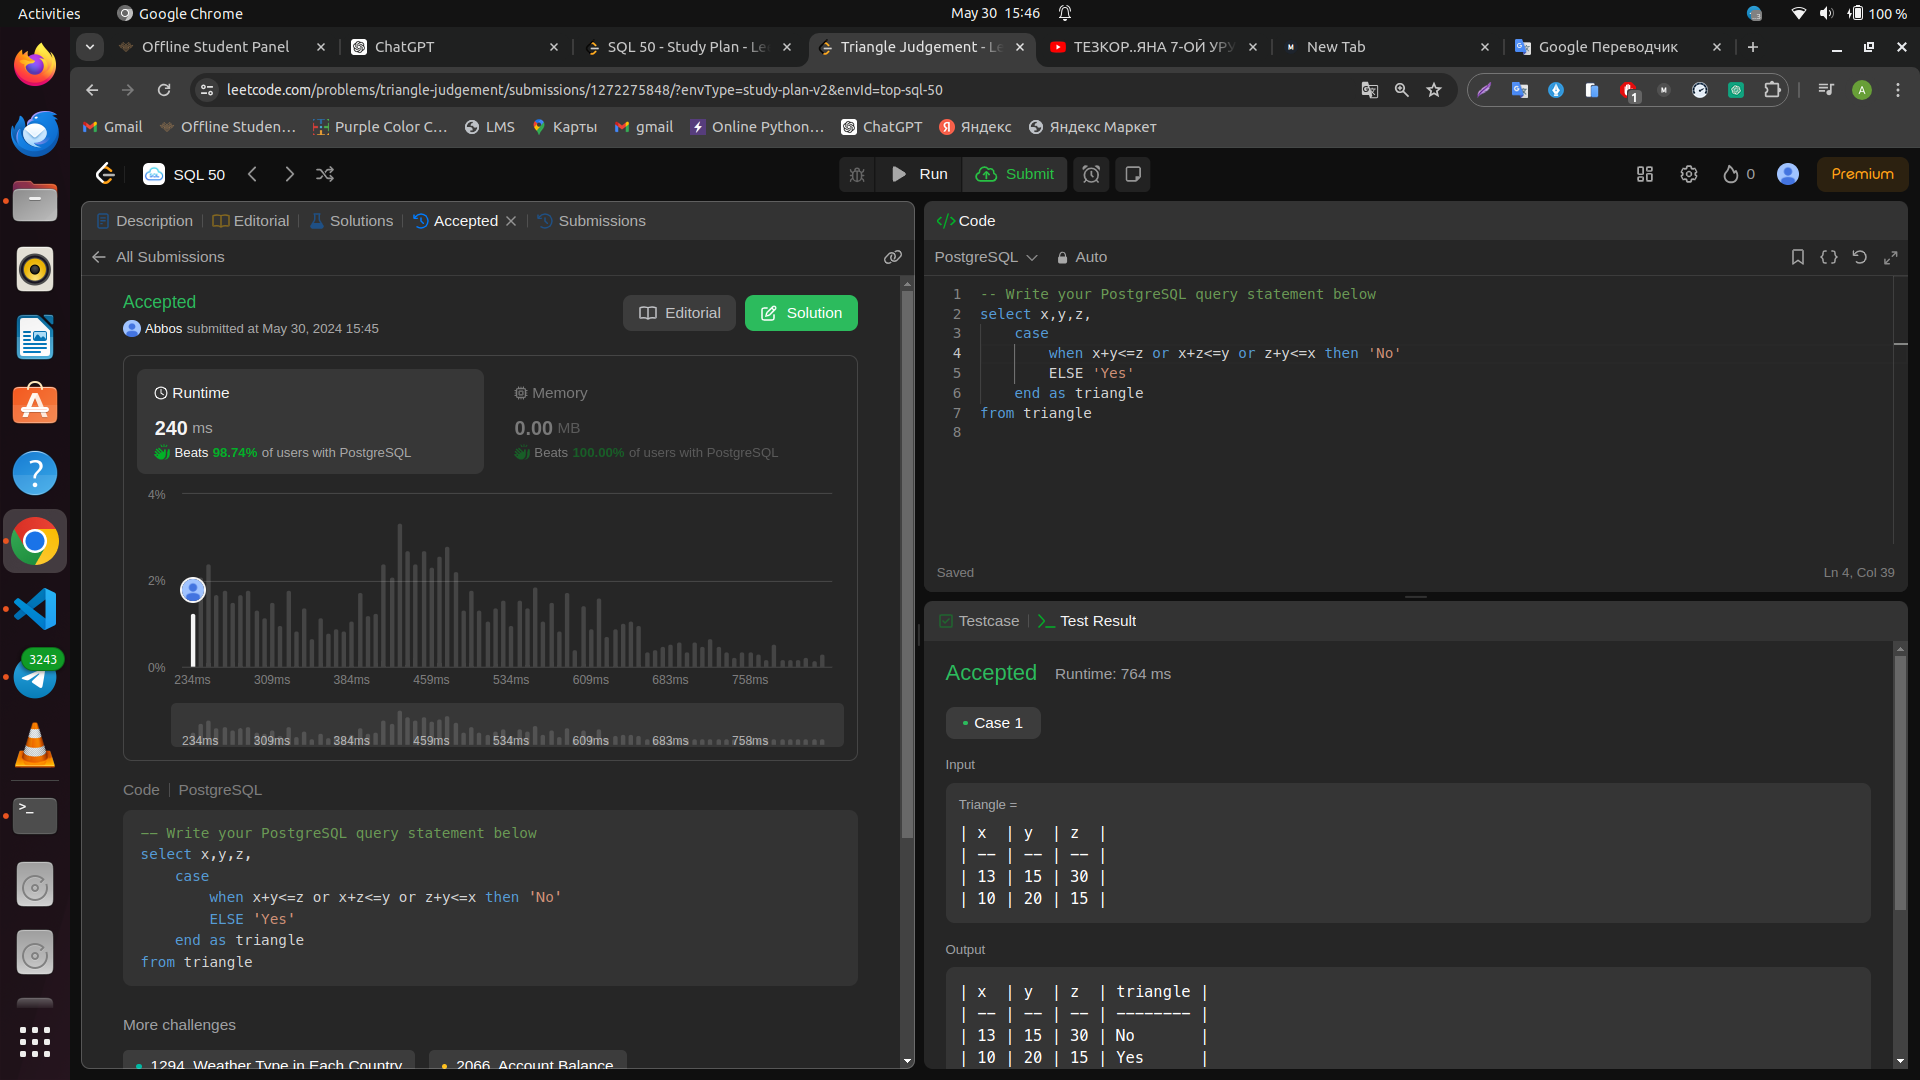 Activities
Google Chrome
May 30 15:46
100 %
Offline Student Panel
ChatGPT
SQL 50 - Study Plan - Le
Triangle Judgement - Le
ТЕЗКОР..ЯНА 7-ОЙ УРУ
New Tab
Google Переводчик
leetcode.com/problems/triangle-judgement/submissions/1272275848/?envType=study-plan-v2&envId=top-sql-50
1
A
Gmail
Offline Studen…
Purple Color C…
LMS
Карты
gmail
Online Python…
ChatGPT
Яндекс
Яндекс Маркет
SQL 50
Run
Submit
0
Premium
Description
Editorial
Solutions
Accepted
Submissions
All Submissions
Accepted
Abbos submitted at May 30, 2024 15:45
Editorial
Solution
Runtime
240 ms
Beats 98.74% of users with PostgreSQL
Memory
0.00 MB
Beats 100.00% of users with PostgreSQL
4%
2%
0%
234ms 309ms 384ms 459ms 534ms 609ms 683ms 758ms
234ms 309ms 384ms 459ms 534ms 609ms 683ms 758ms
Code | PostgreSQL
-- Write your PostgreSQL query statement below
select x,y,z,
case
when x+y<=z or x+z<=y or z+y<=x then 'No'
ELSE 'Yes'
end as triangle
from triangle
More challenges
1294. Weather Type in Each Country
2066. Account Balance
3243
Code
PostgreSQL
Auto
1 -- Write your PostgreSQL query statement below
2 select x,y,z,
3 case
4 when x+y<=z or x+z<=y or z+y<=x then 'No'
5 ELSE 'Yes'
6 end as triangle
7 from triangle
8
Saved
Ln 4, Col 39
Testcase
Test Result
Accepted
Runtime: 764 ms
Case 1
Input
Triangle =
| x | y | z |
| -- | -- | -- |
| 13 | 15 | 30 |
| 10 | 20 | 15 |
Output
| x | y | z | triangle |
| -- | -- | -- | -------- |
| 13 | 15 | 30 | No |
| 10 | 20 | 15 | Yes |